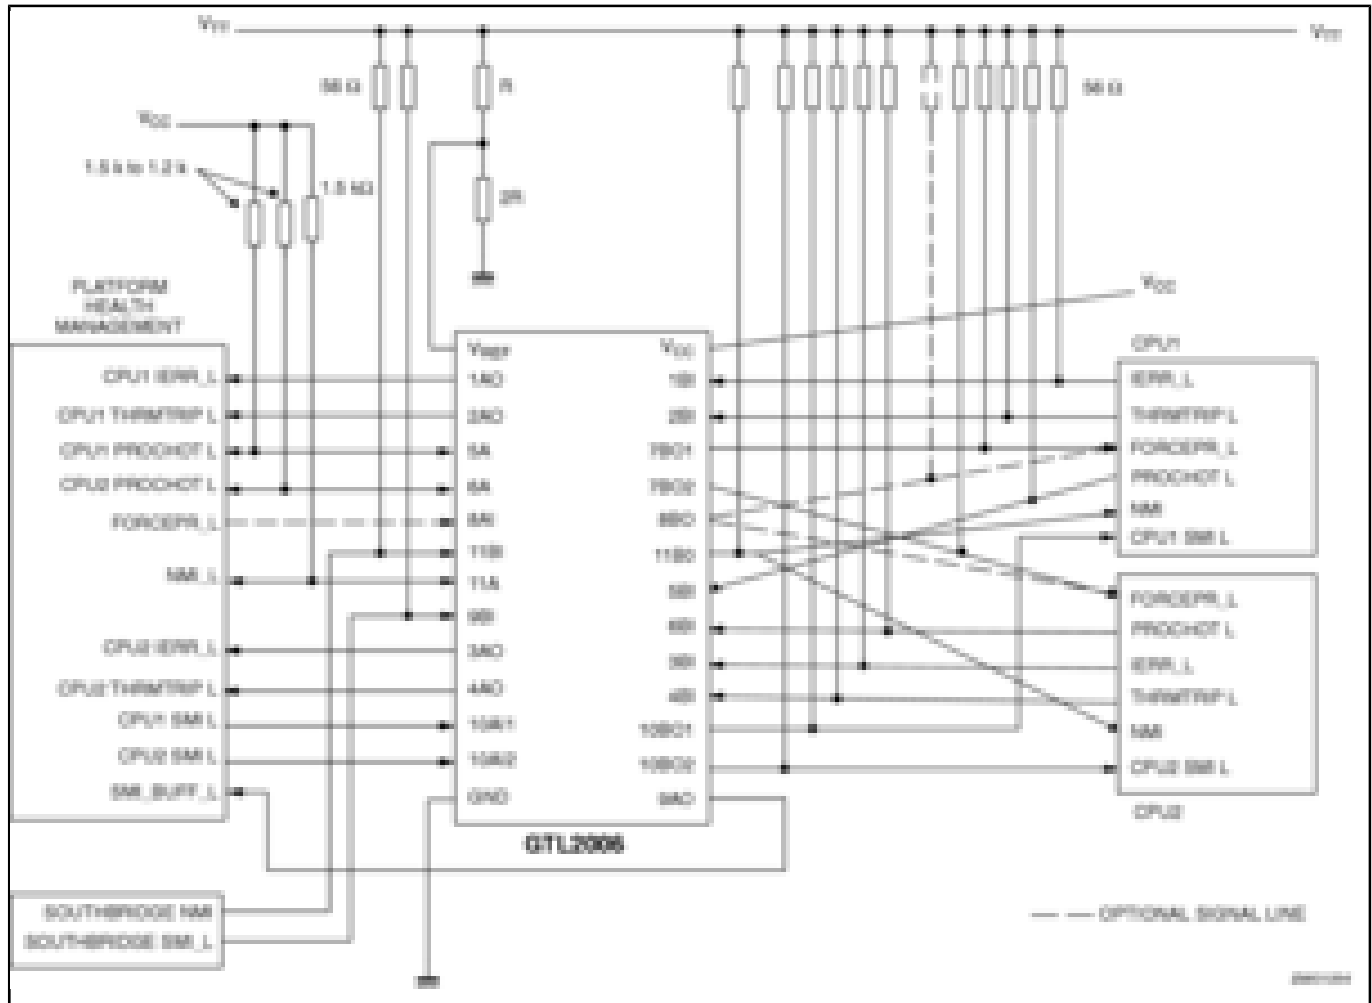 VTT
VTT
56 Ω
R
56 Ω
VCC
1.5 k to 1.2 k
1.5 kΩ
2R
PLATFORM
HEALTH
MANAGEMENT
VCC
VREF
VCC
CPU1
CPU1 IERR_L
1AO
1BI
IERR_L
CPU1 THRMTRIP L
2AO
2BI
THRMTRIP L
CPU1 PROCHOT L
5A
7BO1
FORCEPR_L
CPU2 PROCHOT L
6A
7BO2
PROCHOT L
FORCEPR_L
8AI
8BO
NMI
11BI
11BO
CPU1 SMI L
NMI_L
11A
5BI
FORCEPR_L
9BI
6BI
PROCHOT L
CPU2 IERR_L
3AO
3BI
IERR_L
CPU2 THRMTRIP L
4AO
4BI
THRMTRIP L
CPU1 SMI L
10AI1
10BO1
NMI
CPU2 SMI L
10AI2
10BO2
CPU2 SMI L
SMI_BUFF_L
GND
9AO
CPU2
GTL2006
SOUTHBRIDGE NMI
SOUTHBRIDGE SMI_L
OPTIONAL SIGNAL LINE